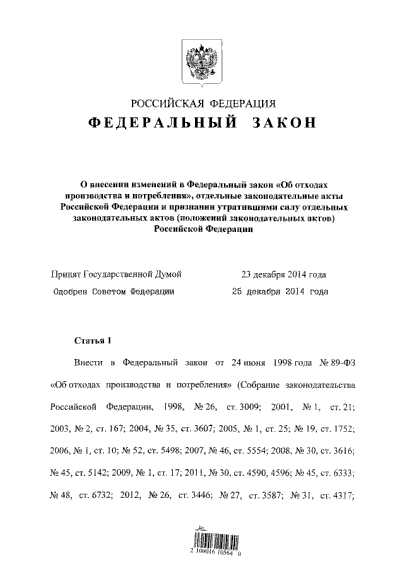 РОССИЙСКАЯ ФЕДЕРАЦИЯ
ФЕДЕРАЛЬНЫЙ ЗАКОН
О внесении изменений в Федеральный закон «Об отходах
производства и потребления», отдельные законодательные акты
Российской Федерации и признании утратившими силу отдельных
законодательных актов (положений законодательных актов)
Российской Федерации
Принят Государственной Думой 23 декабря 2014 года
Одобрен Советом Федерации 25 декабря 2014 года
Статья 1
Внести в Федеральный закон от 24 июня 1998 года № 89-ФЗ
«Об отходах производства и потребления» (Собрание законодательства
Российской Федерации, 1998, № 26, ст. 3009; 2001, № 1, ст. 21;
2003, № 2, ст. 167; 2004, № 35, ст. 3607; 2005, № 1, ст. 25; № 19, ст. 1752;
2006, № 1, ст. 10; № 52, ст. 5498; 2007, № 46, ст. 5554; 2008, № 30, ст. 3616;
№ 45, ст. 5142; 2009, № 1, ст. 17; 2011, № 30, ст. 4590, 4596; № 45, ст. 6333;
№ 48, ст. 6732; 2012, № 26, ст. 3446; № 27, ст. 3587; № 31, ст. 4317;
2 100016 10564 0